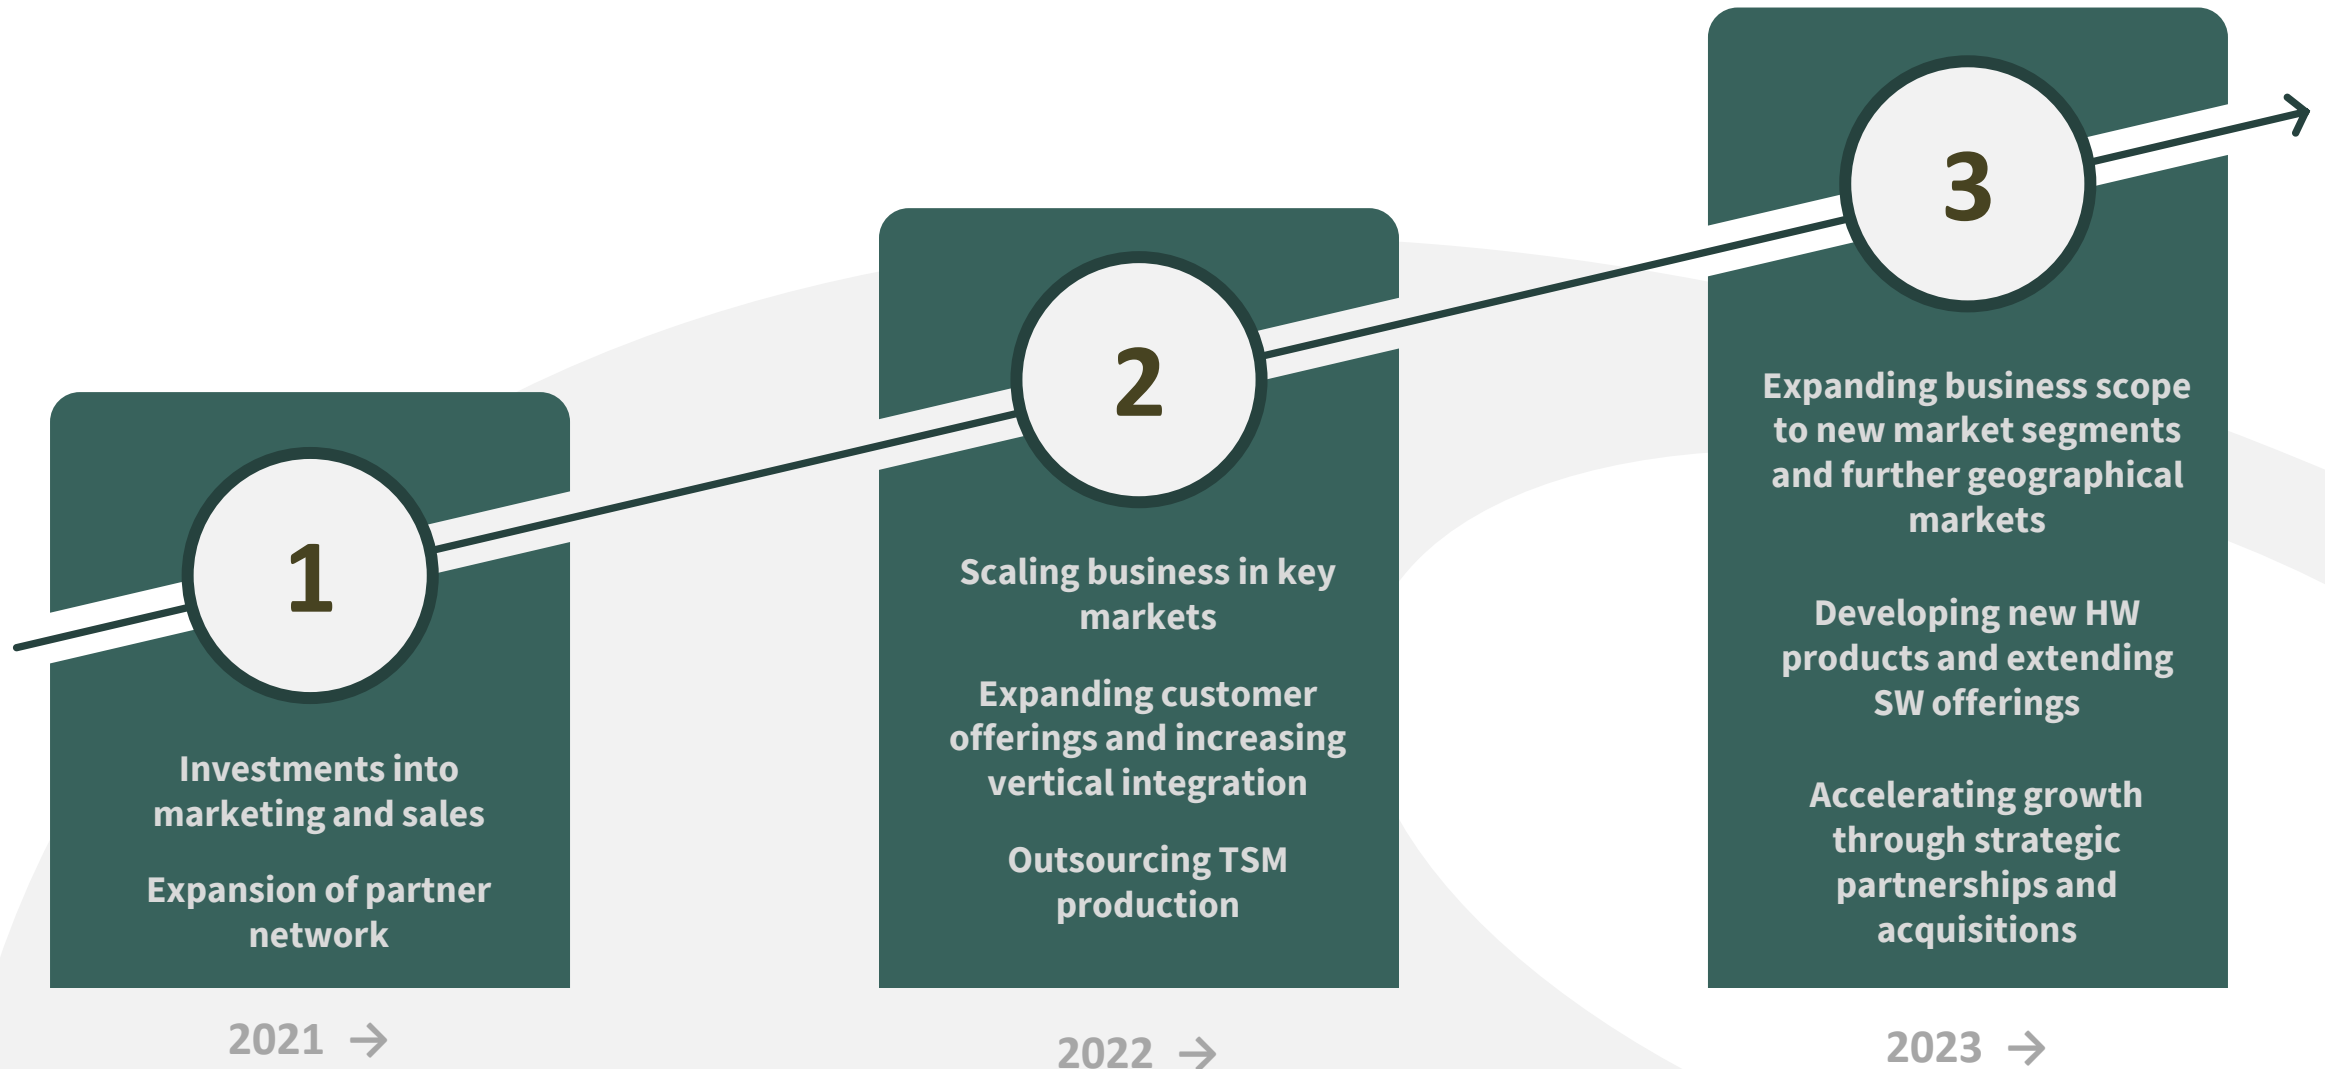 1
Investments into
marketing and sales
Expansion of partner
network
2021 →
2
Scaling business in key
markets
Expanding customer
offerings and increasing
vertical integration
Outsourcing TSM
production
2022 →
3
Expanding business scope
to new market segments
and further geographical
markets
Developing new HW
products and extending
SW offerings
Accelerating growth
through strategic
partnerships and
acquisitions
2023 →